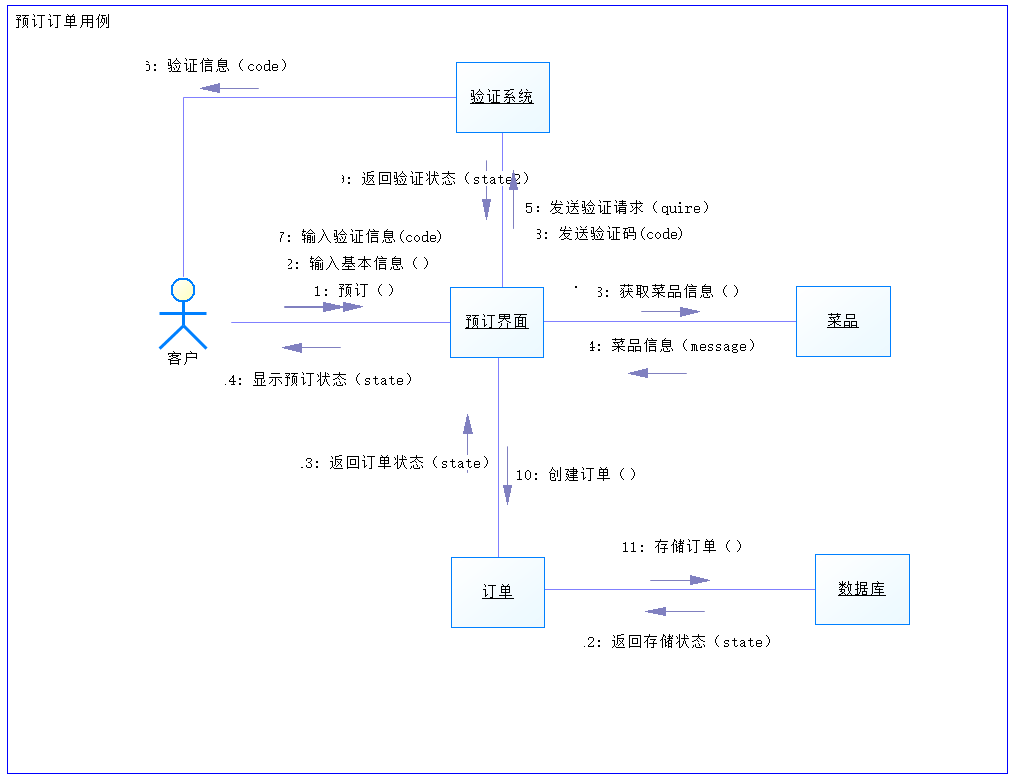 预订订单用例
6: 验证信息（code）
验证系统
9: 返回验证状态（state2）
5: 发送验证请求（quire）
8: 发送验证码(code)
7: 输入验证信息(code)
2: 输入基本信息（）
1: 预订（）
3: 获取菜品信息（）
预订界面
菜品
4: 菜品信息（message）
客户
.4: 显示预订状态（state）
.3: 返回订单状态（state）
10: 创建订单（）
11: 存储订单（）
订单
数据库
.2: 返回存储状态（state）